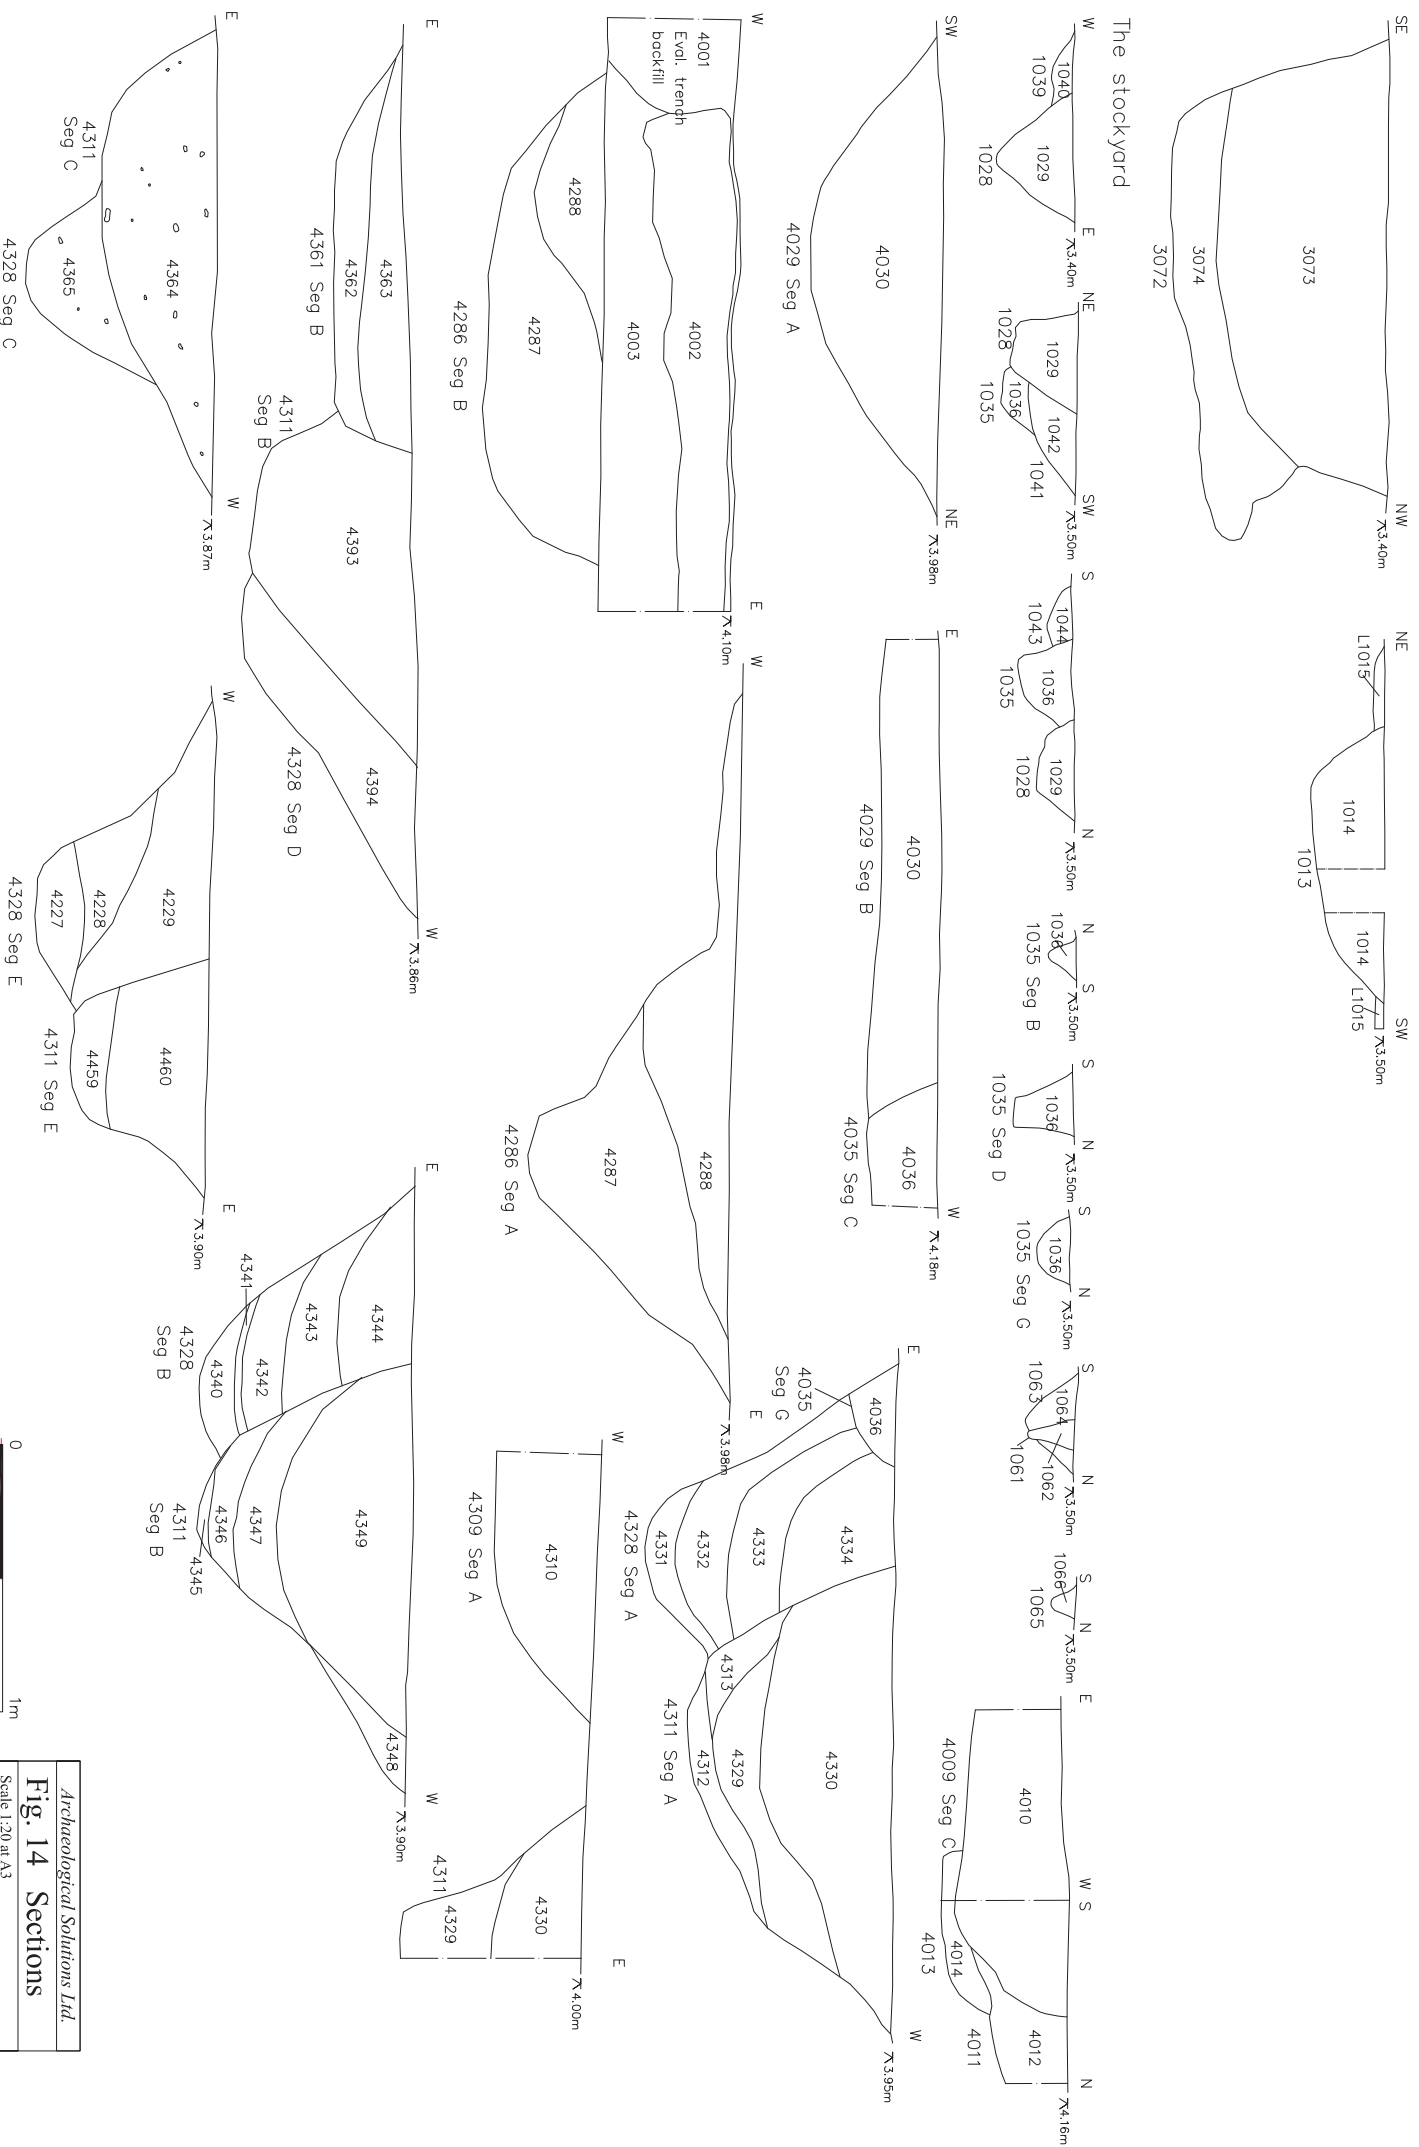 SE
NW
⊼3.40m
3073
3074
3072
NE
SW
⊼3.50m
L1015
1014
1014
L1015
1013
The stockyard
W
E
⊼3.40m
1040
1039
1029
1028
NE
SW
⊼3.50m
1029
1028
1036
1035
1042
1041
S
N
⊼3.50m
1044
1043
1036
1035
1029
1028
N
S
⊼3.50m
1036
1035 Seg B
S
N
⊼3.50m
1036
1035 Seg D
S
N
⊼3.50m
1036
1035 Seg G
S
N
⊼3.50m
1064
1063
1062
1061
S
N
⊼3.50m
1066
1065
E
W
S
N
⊼4.16m
4010
4009 Seg C
4014
4013
4012
4011
SW
NE
⊼3.98m
4030
4029 Seg A
E
W
⊼4.18m
4030
4029 Seg B
4036
4035 Seg C
E
W
⊼3.95m
4036
4035
Seg G
4334
4333
4332
4331
4328 Seg A
4313
4330
4329
4312
4311 Seg A
W
E
⊼4.10m
4001
Eval. trench
backfill
4002
4003
4288
4287
4286 Seg B
W
E
⊼3.98m
4288
4287
4286 Seg A
W
E
⊼4.00m
4310
4309 Seg A
4330
4329
4311
E
W
⊼3.86m
4363
4362
4361 Seg B
4311
Seg B
4393
4394
4328 Seg D
E
W
⊼3.90m
4344
4343
4342
4341
4340
4328
Seg B
4349
4348
4347
4346
4345
4311
Seg B
E
W
⊼3.87m
4364
4311
Seg C
4365
4328 Seg C
W
E
⊼3.90m
4229
4228
4227
4328 Seg E
4460
4459
4311 Seg E
0
1m
Archaeological Solutions Ltd.
Fig. 14 Sections
Scale 1:20 at A3